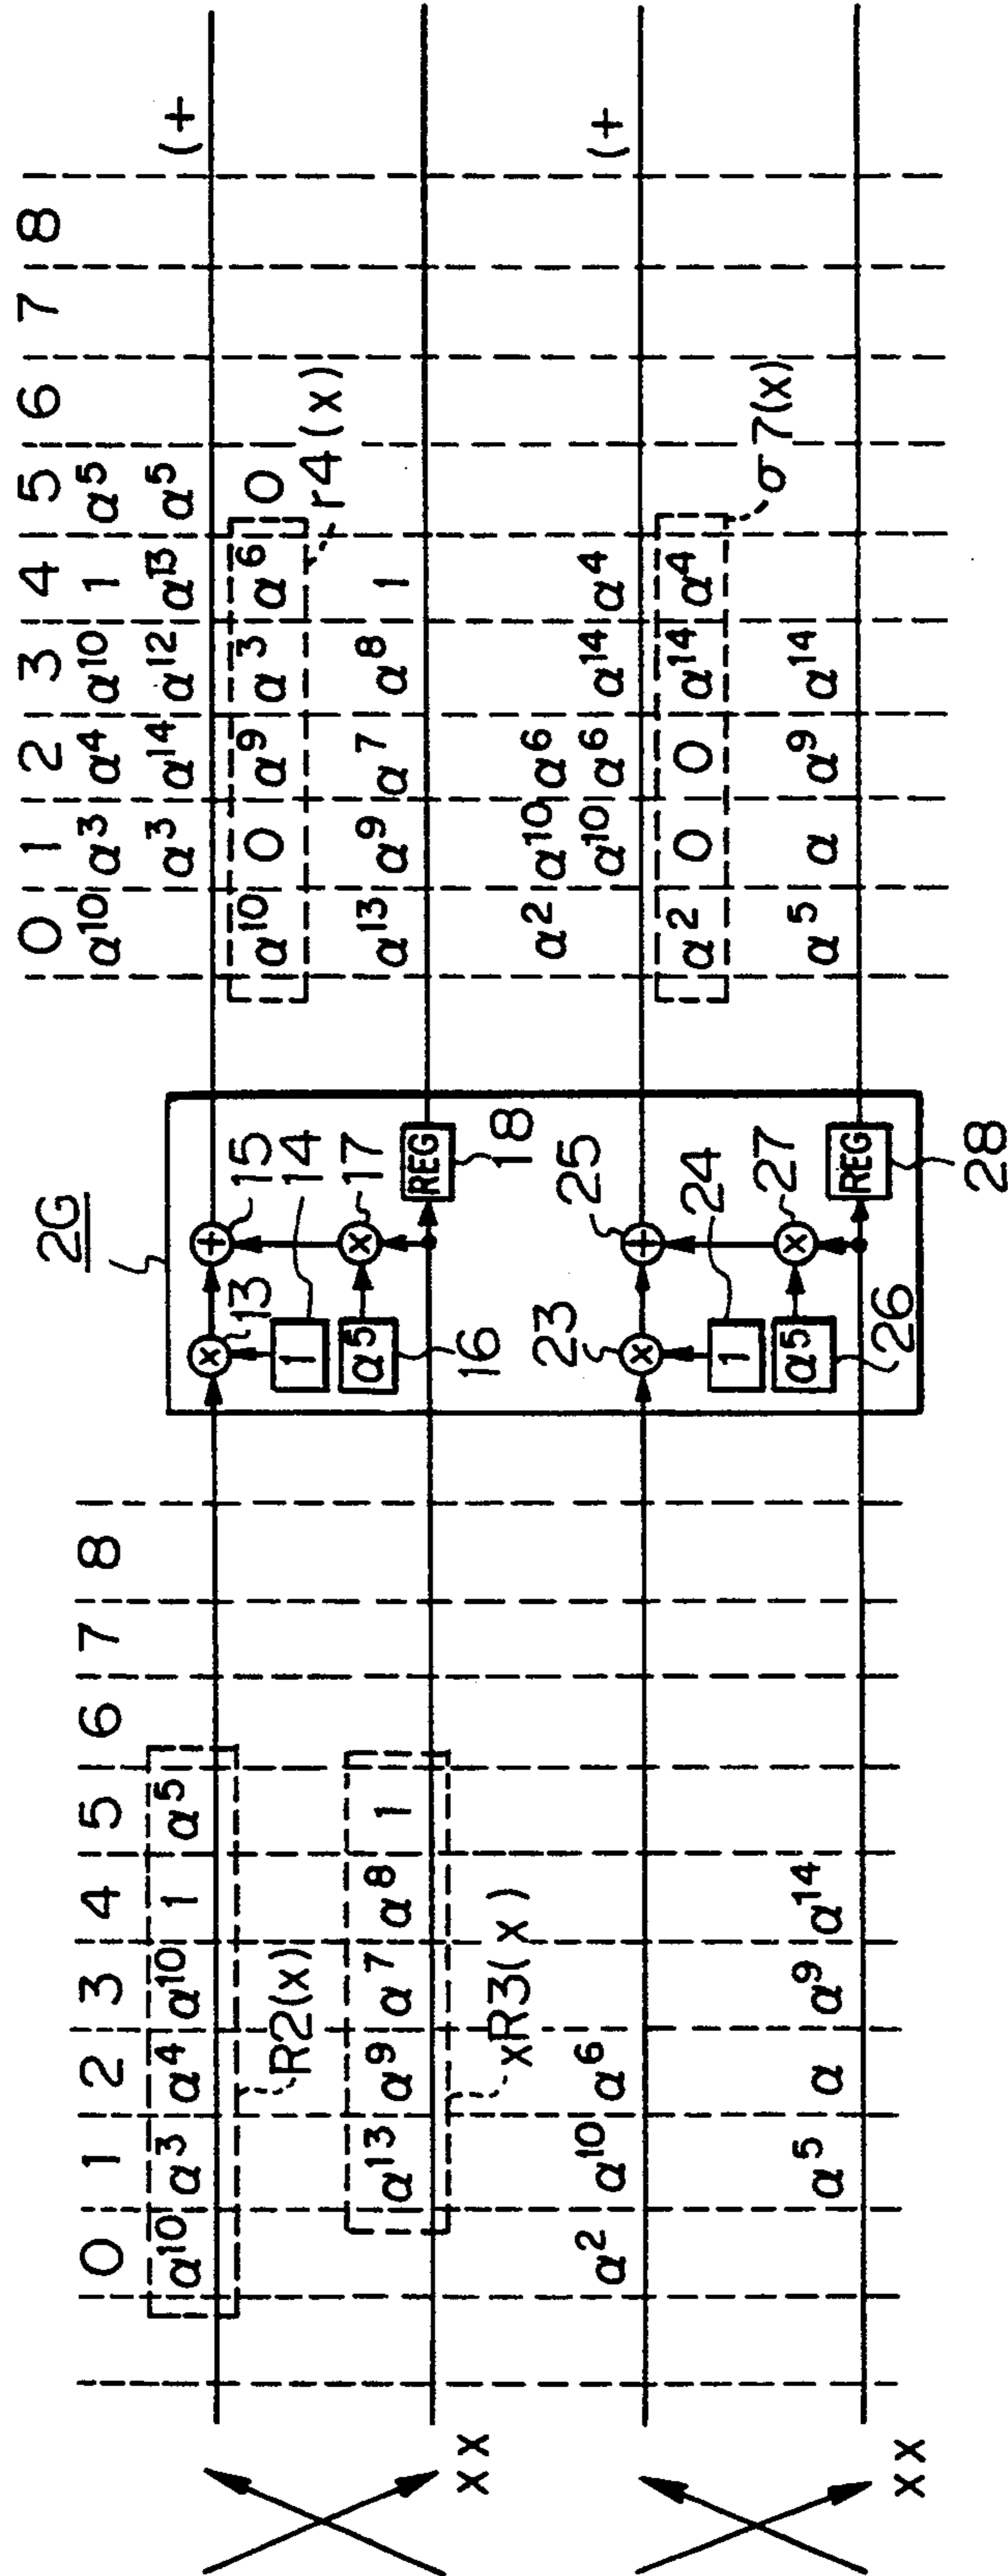 2G
0 1 2 3 4 5 6 7 8
α¹⁰ α³ α⁴ α¹⁰ 1 α⁵
R2(x)
α¹³ α⁹ α⁷ α⁸ 1
xR3(x)
α² α¹⁰ α⁶
α⁵ α α⁹ α¹⁴
× ×
× ×
× 13
1 14
+ 15
α⁵ 16
× 17
REG 18
× 23
1 24
+ 25
α⁵ 26
× 27
REG 28
0 1 2 3 4 5 6 7 8
α¹⁰ α³ α⁴ α¹⁰ 1 α⁵
α³ α¹⁴ α¹² α¹³ α⁵
(+
α¹⁰ 0 α⁹ α³ α⁶ 0
r4(x)
α¹³ α⁹ α⁷ α⁸ 1
α² α¹⁰ α⁶
α¹⁰ α⁶ α¹⁴ α⁴
(+
α² 0 0 α¹⁴ α⁴
σ7(x)
α⁵ α α⁹ α¹⁴